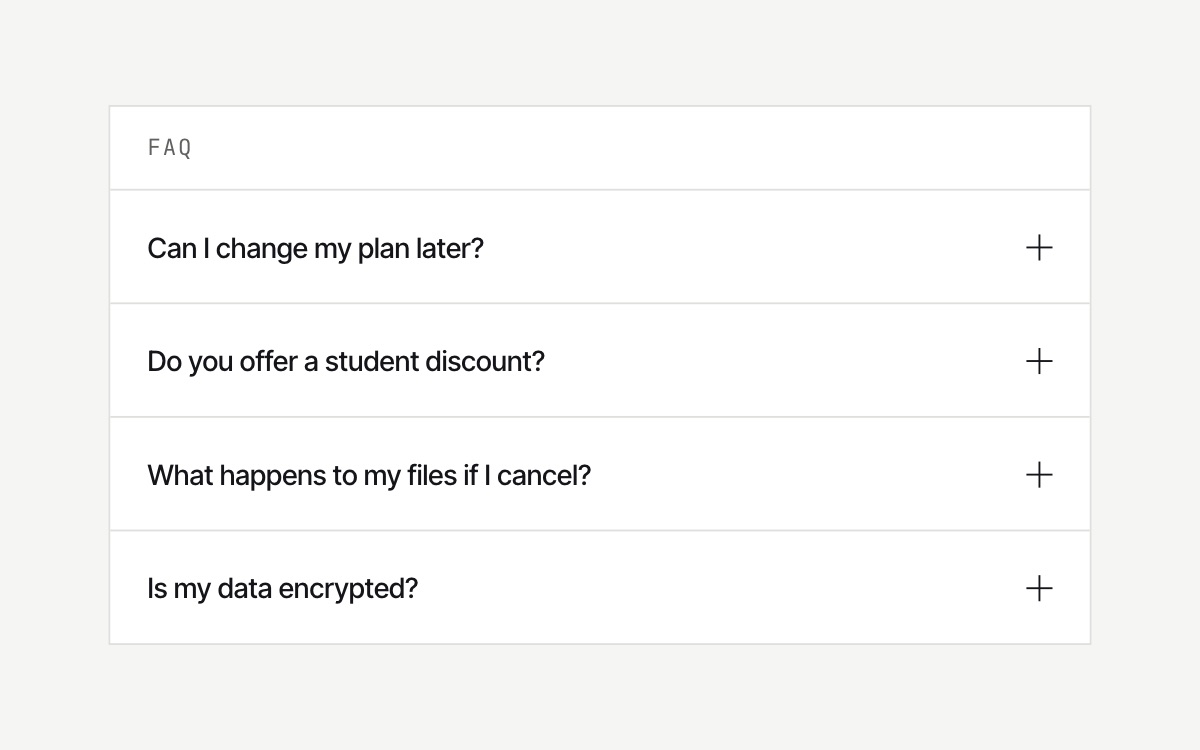 FAQ
Can I change my plan later?
Do you offer a student discount?
What happens to my files if I cancel?
Is my data encrypted?